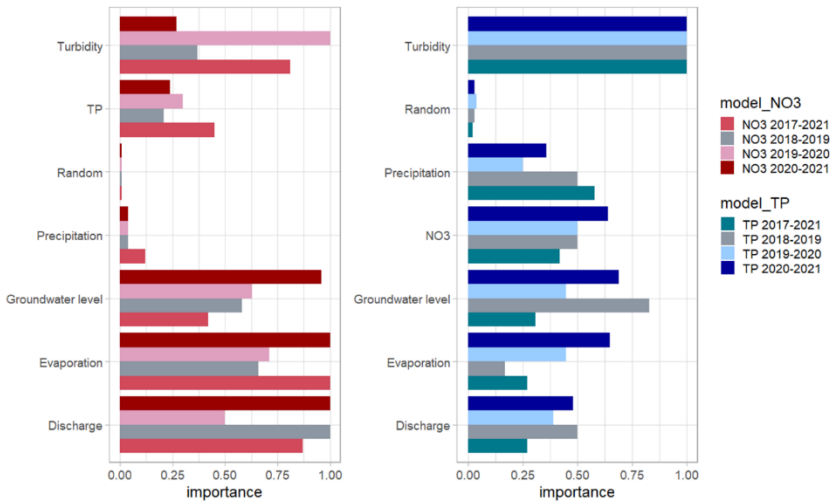 Turbidity
TP
Random
Precipitation
Groundwater level
Evaporation
Discharge
0.00 0.25 0.50 0.75 1.00
importance
Turbidity
Random
Precipitation
NO3
Groundwater level
Evaporation
Discharge
0.00 0.25 0.50 0.75 1.00
importance
model_NO3
NO3 2017-2021
NO3 2018-2019
NO3 2019-2020
NO3 2020-2021
model_TP
TP 2017-2021
TP 2018-2019
TP 2019-2020
TP 2020-2021